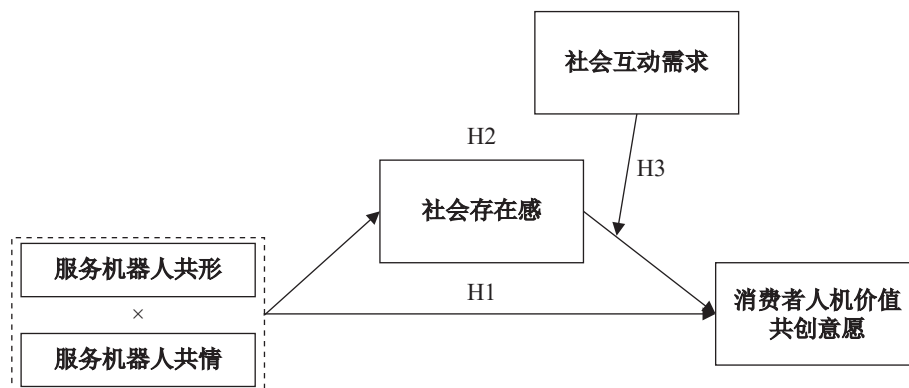 社会互动需求
H2
H3
社会存在感
服务机器人共形
H1
×
消费者人机价值
共创意愿
服务机器人共情